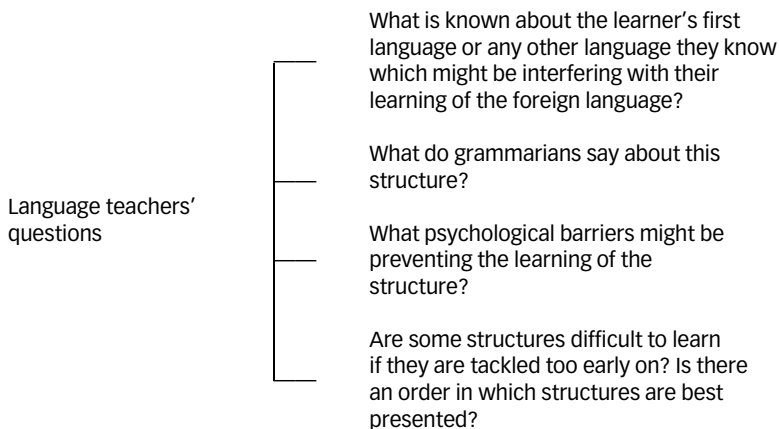 What is known about the learner’s first
language or any other language they know
which might be interfering with their
learning of the foreign language?
What do grammarians say about this
structure?
Language teachers’
questions
What psychological barriers might be
preventing the learning of the
structure?
Are some structures difficult to learn
if they are tackled too early on? Is there
an order in which structures are best
presented?